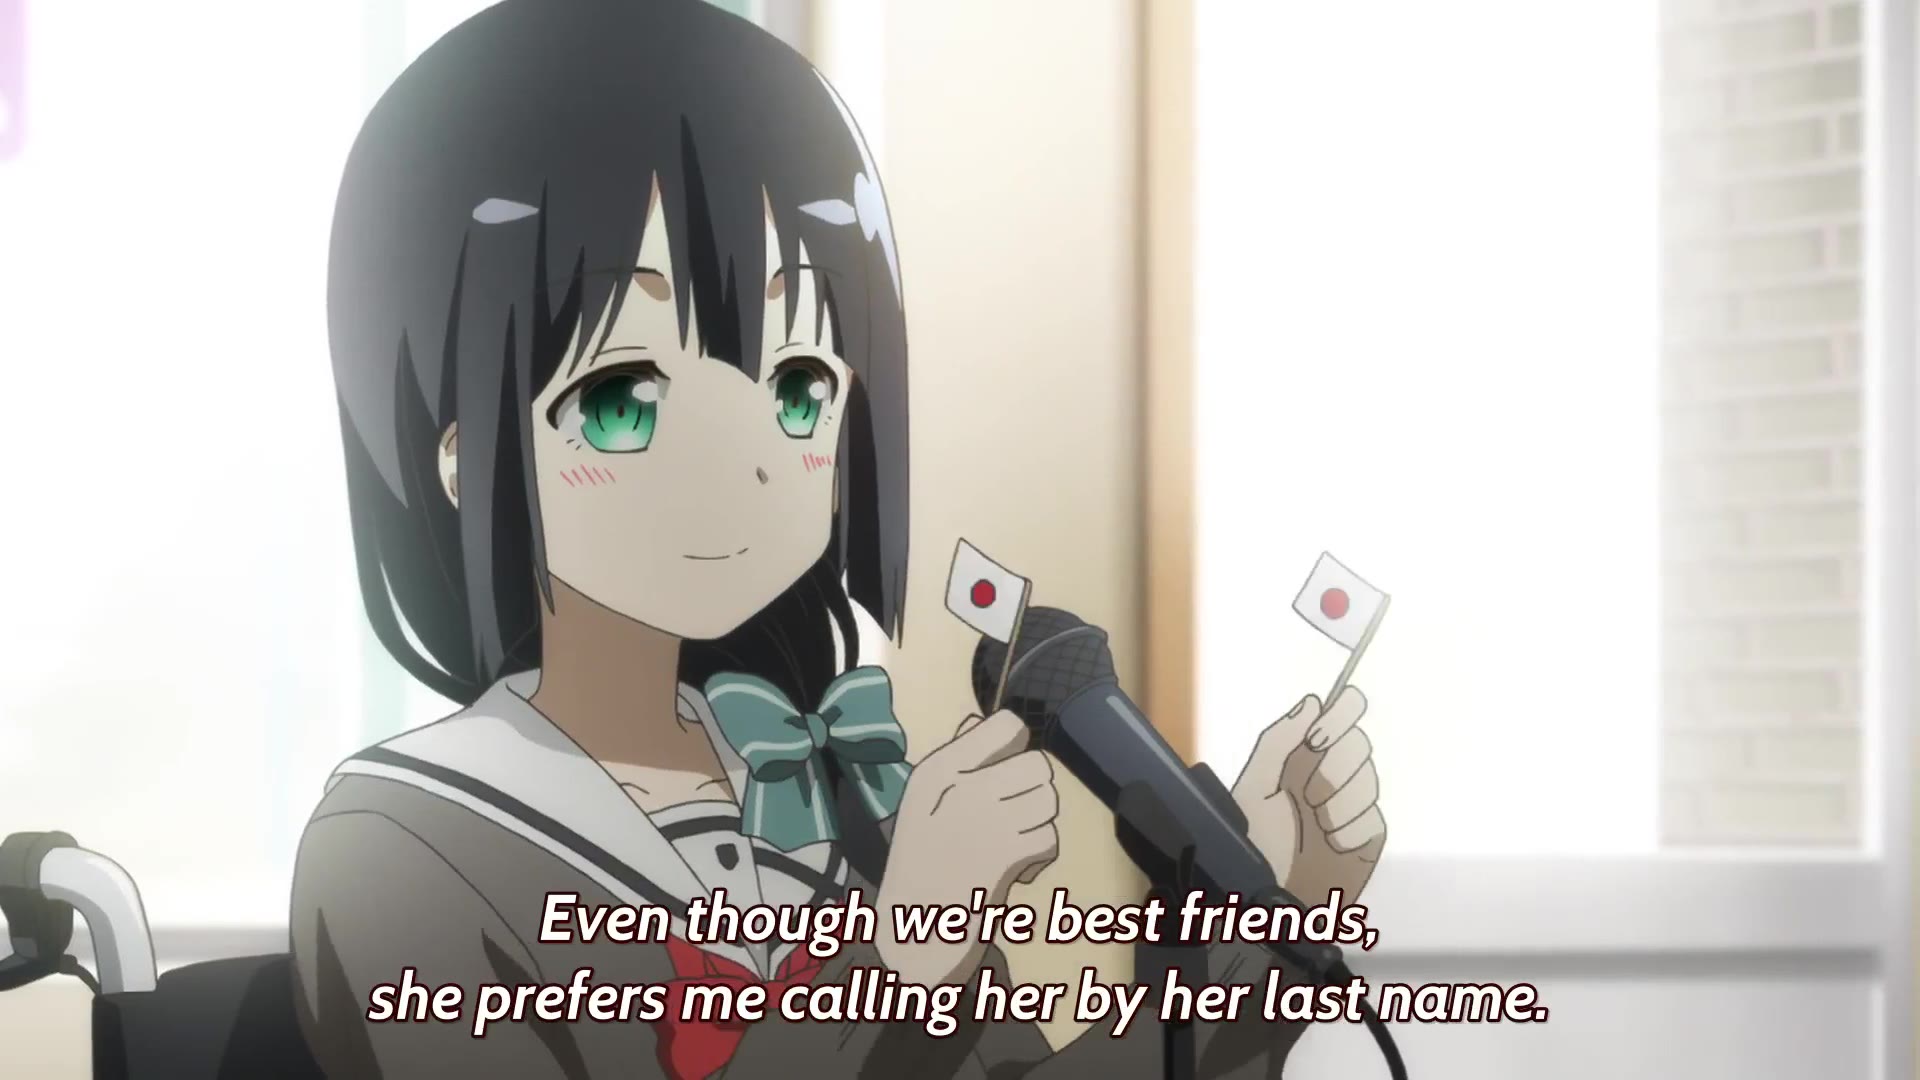 Even though we're best friends,
she prefers me calling her by her last name.